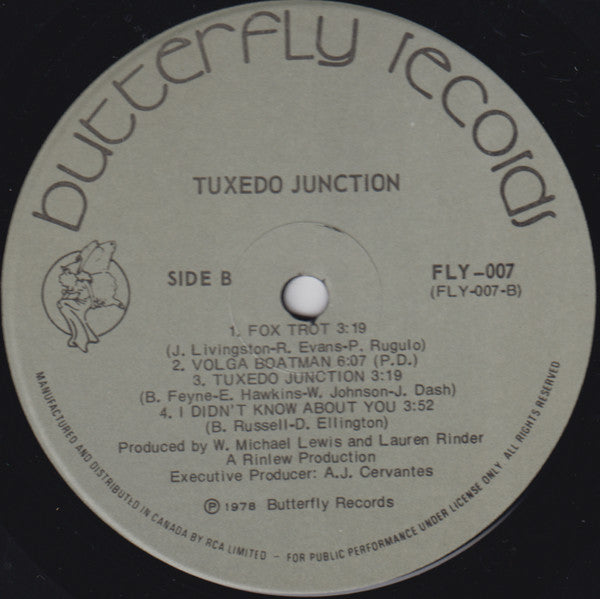 butterfly records
TUXEDO JUNCTION
SIDE B
FLY-007
(FLY-007-B)
1. FOX TROT 3:19
(J. Livingston-R. Evans-P. Rugulo)
2. VOLGA BOATMAN 6:07 (P.D.)
3. TUXEDO JUNCTION 3:19
(B. Feyne-E. Hawkins-W. Johnson-J. Dash)
4. I DIDN'T KNOW ABOUT YOU 3:52
(B. Russell-D. Ellington)
Produced by W. Michael Lewis and Lauren Rinder
A Rinlew Production
Executive Producer: A.J. Cervantes
℗ 1978 Butterfly Records
MANUFACTURED AND DISTRIBUTED IN CANADA BY RCA LIMITED - FOR PUBLIC PERFORMANCE UNDER LICENSE ONLY. ALL RIGHTS RESERVED